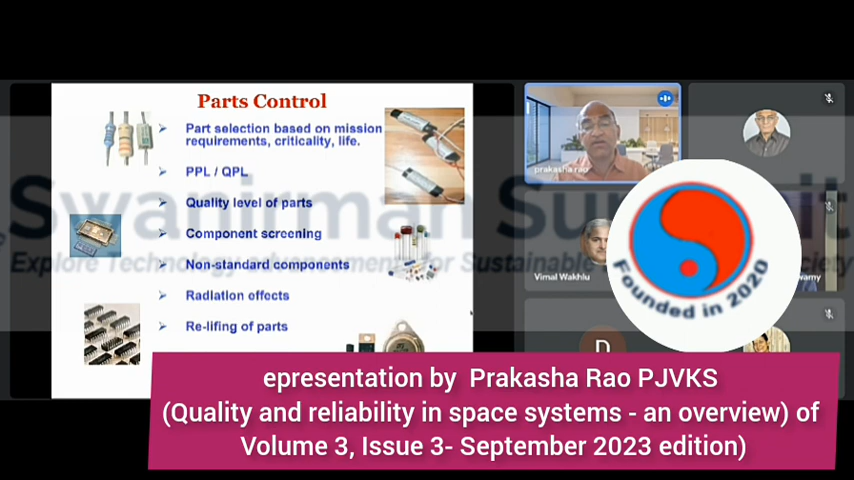 Parts Control
Part selection based on mission
requirements, criticality, life.
PPL / QPL
Quality level of parts
Component screening
Non-standard components
Radiation effects
Re-lifing of parts
prakasha rao
Vimal Wakhlu
D
Swanirman
Explore Technology
for Sustainable
Founded in 2020
epresentation by Prakasha Rao PJVKS
(Quality and reliability in space systems - an overview) of
Volume 3, Issue 3- September 2023 edition)